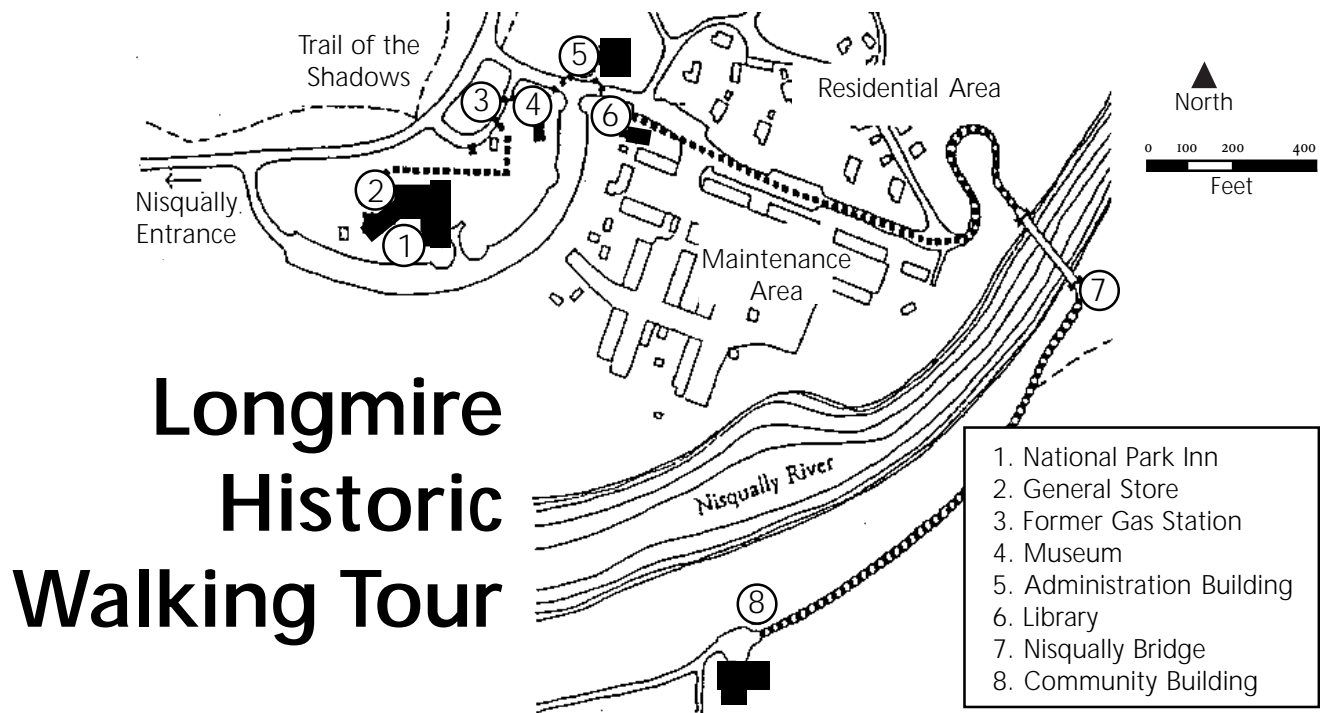 Trail of the
Shadows
5
3
4
6
Residential Area
North
0 100 200 400
Feet
2
Nisqually
Entrance
1
Maintenance
Area
7
Longmire
Historic
Walking Tour
Nisqually River
8
1. National Park Inn
2. General Store
3. Former Gas Station
4. Museum
5. Administration Building
6. Library
7. Nisqually Bridge
8. Community Building